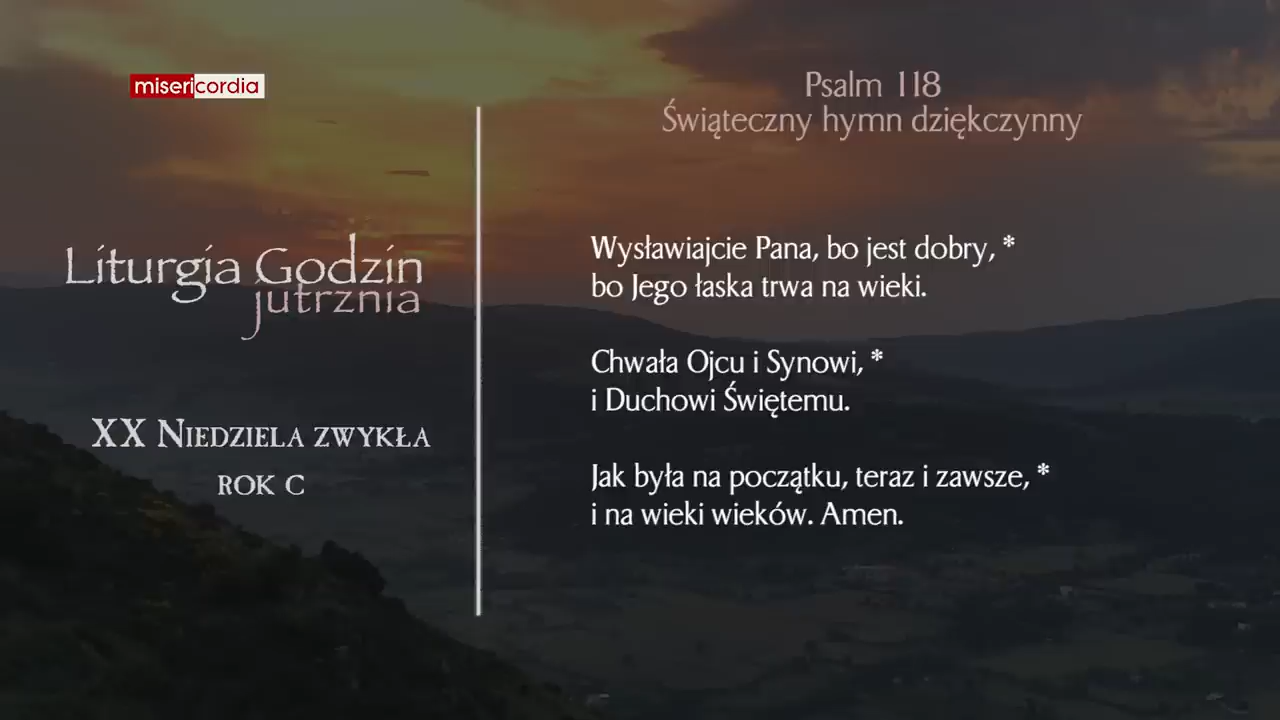 misericordia
Liturgia Godzin
jutrznia
XX Niedziela zwykła
rok C
Psalm 118
Świąteczny hymn dziękczynny
Wysławiajcie Pana, bo jest dobry, *
bo Jego łaska trwa na wieki.
Chwała Ojcu i Synowi, *
i Duchowi Świętemu.
Jak była na początku, teraz i zawsze, *
i na wieki wieków. Amen.